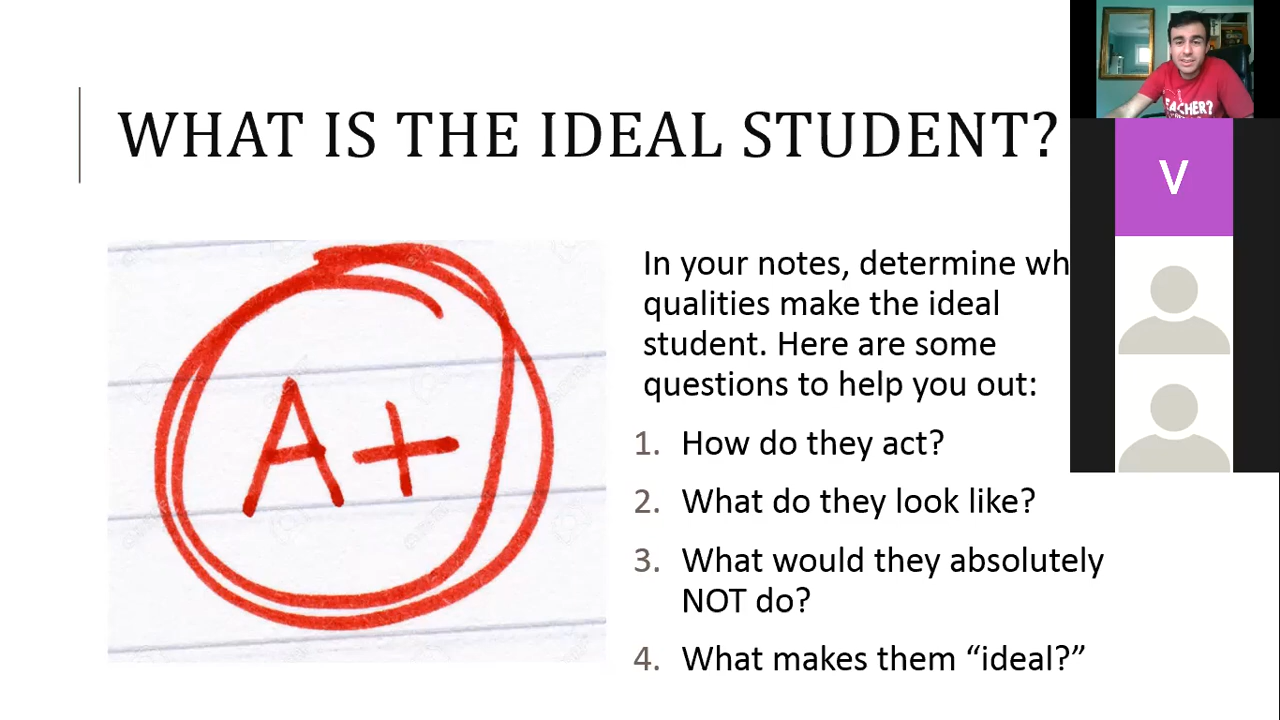 WHAT IS THE IDEAL STUDENT?
In your notes, determine wh
qualities make the ideal
student. Here are some
questions to help you out:
1. How do they act?
2. What do they look like?
3. What would they absolutely
NOT do?
4. What makes them “ideal?”
A+
V
EACHER?